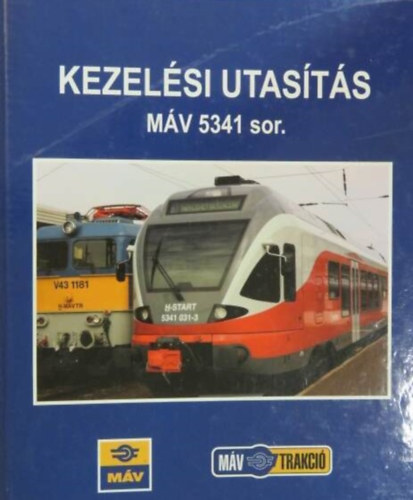 KEZELÉSI UTASÍTÁS
MÁV 5341 sor.
V43 1181
H-START
5341 031-3
MÁV
MÁV TRAKCIÓ